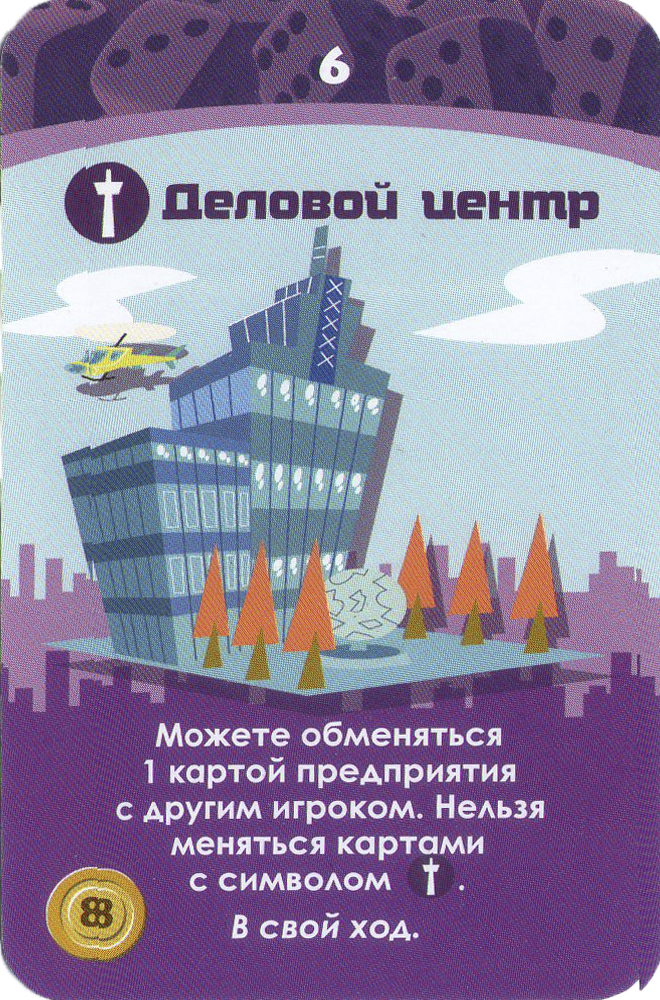 6
Деловой центр
Можете обменяться
1 картой предприятия
с другим игроком. Нельзя
меняться картами
с символом .
8
В свой ход.